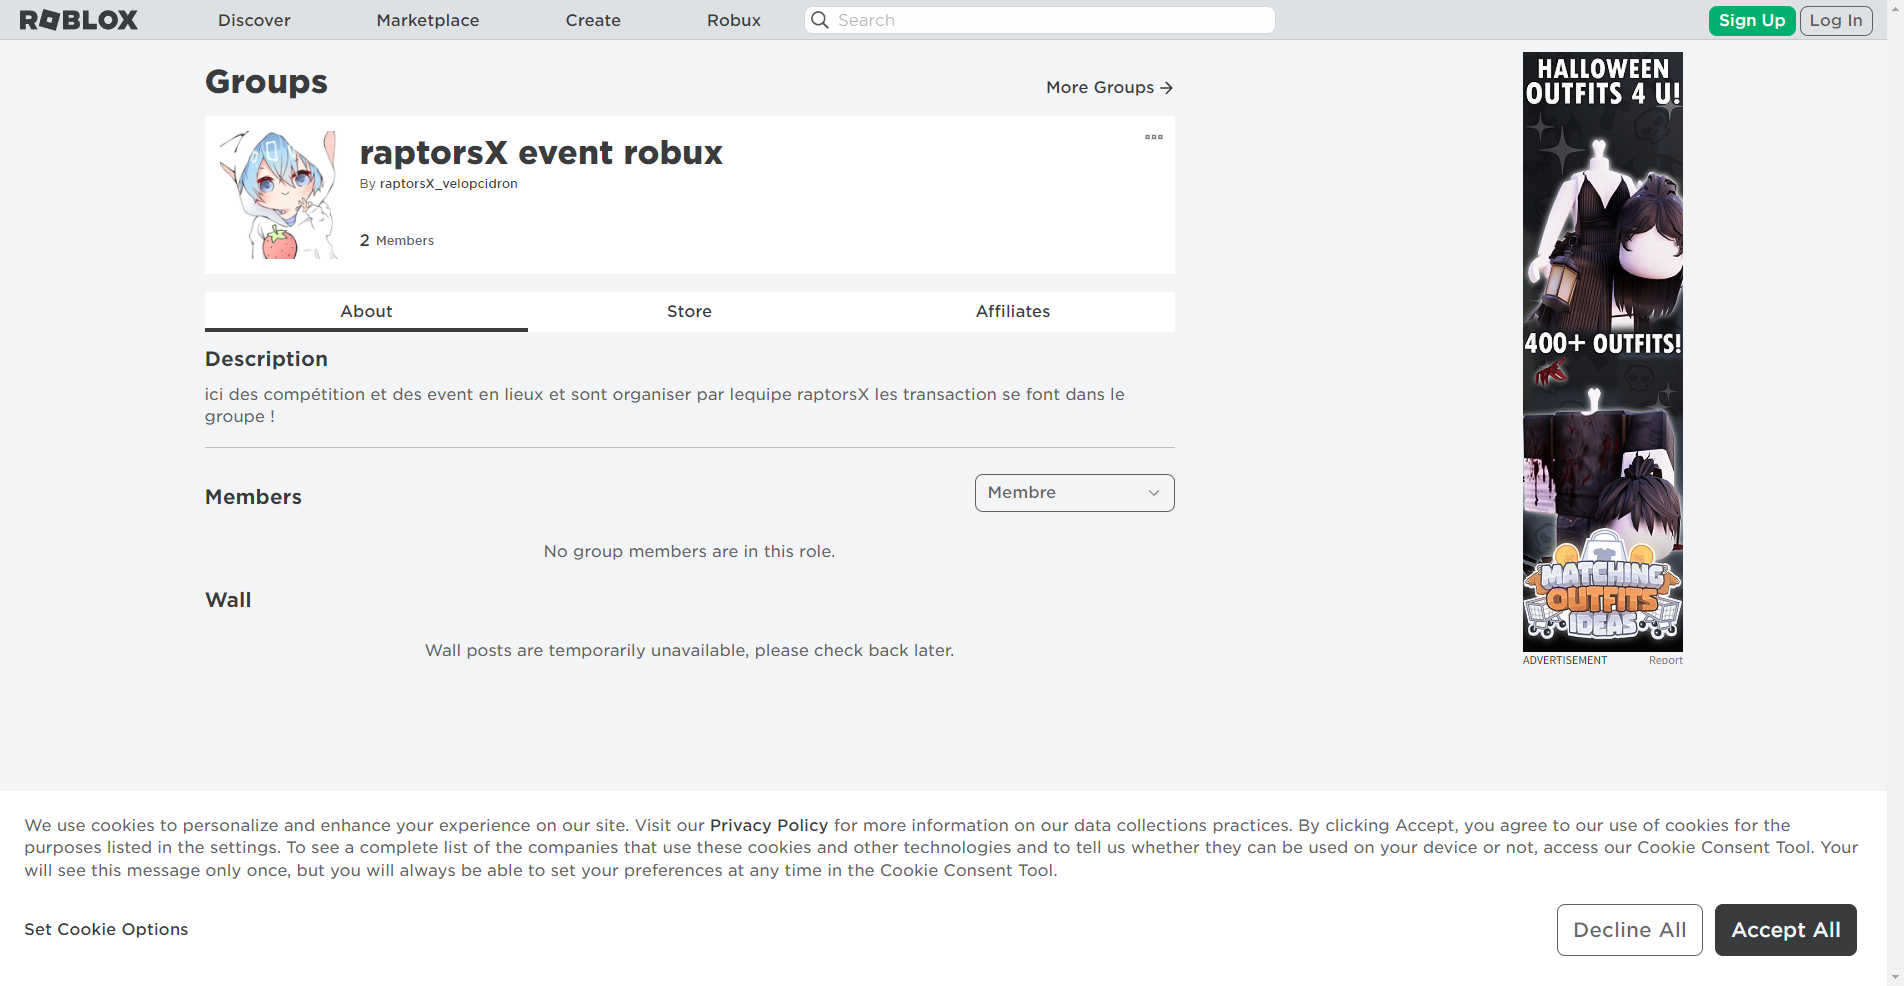 ROBLOX
Discover
Marketplace
Create
Robux
Search
Sign Up
Log In
Groups
More Groups
raptorsX event robux
By raptorsX_velopcidron
2 Members
About
Store
Affiliates
Description
ici des compétition et des event en lieux et sont organiser par lequipe raptorsX les transaction se font dans le
groupe !
Members
Membre
No group members are in this role.
Wall
Wall posts are temporarily unavailable, please check back later.
HALLOWEEN
OUTFITS 4 U!
400+ OUTFITS!
MATCHING
OUTFITS
IDEAS
ADVERTISEMENT
Report
We use cookies to personalize and enhance your experience on our site. Visit our Privacy Policy for more information on our data collections practices. By clicking Accept, you agree to our use of cookies for the
purposes listed in the settings. To see a complete list of the companies that use these cookies and other technologies and to tell us whether they can be used on your device or not, access our Cookie Consent Tool. Your
will see this message only once, but you will always be able to set your preferences at any time in the Cookie Consent Tool.
Set Cookie Options
Decline All
Accept All